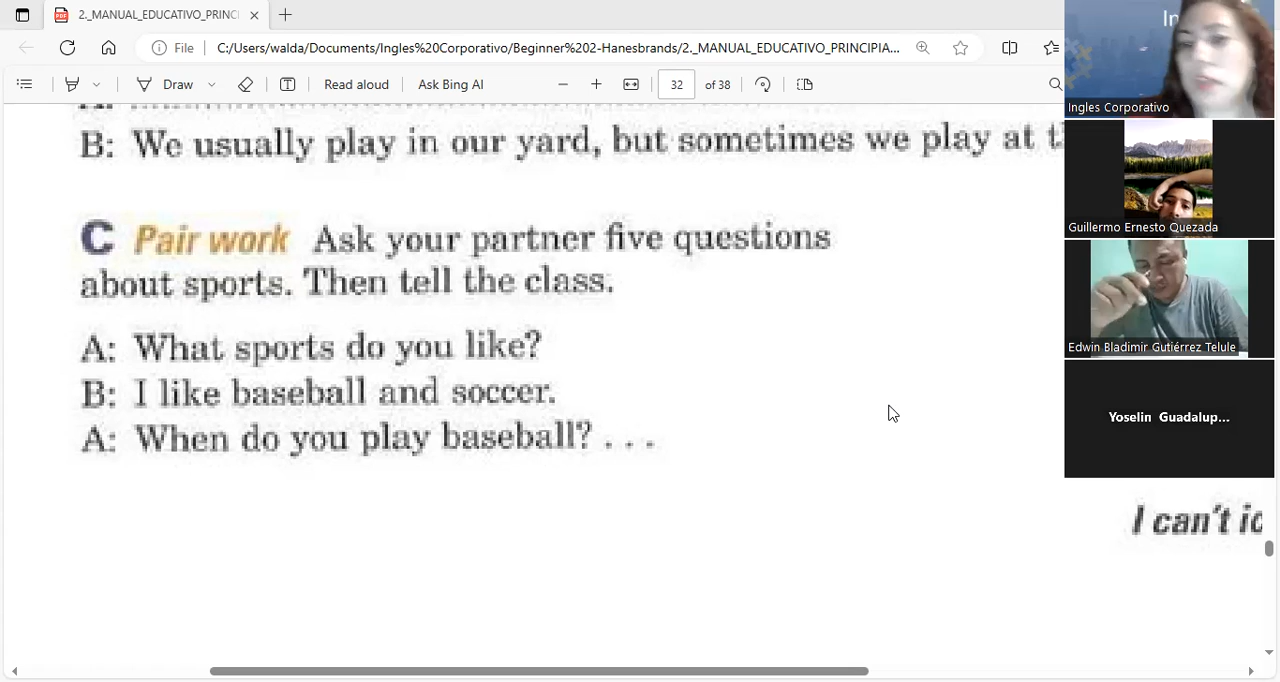 2._MANUAL_EDUCATIVO_PRINCI
File C:/Users/walda/Documents/Ingles%20Corporativo/Beginner%202-Hanesbrands/2._MANUAL_EDUCATIVO_PRINCIPIA...
Draw Read aloud Ask Bing AI 32 of 38
In
Ingles Corporativo
B: We usually play in our yard, but sometimes we play at t
Guillermo Ernesto Quezada
C Pair work Ask your partner five questions
about sports. Then tell the class.
A: What sports do you like?
Edwin Bladimir Gutiérrez Telule
B: I like baseball and soccer.
Yoselin Guadalup...
A: When do you play baseball? . . .
I can't ic